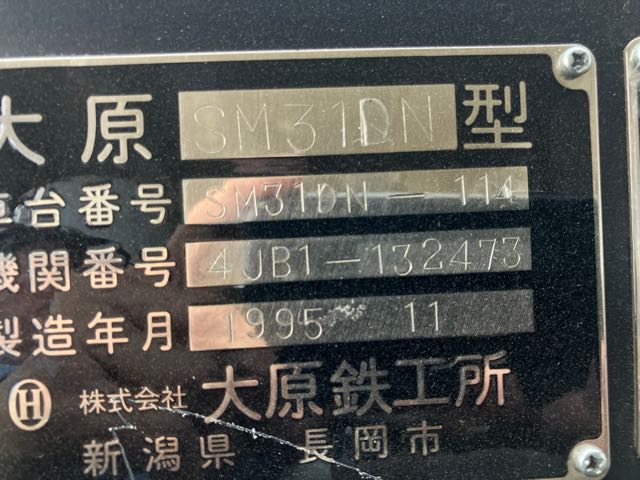 大原 SM31DN 型
車台番号 SM31DN-114
機関番号 4JB1-132473
製造年月 1995 11
H 株式会社 大原鉄工所
新潟県 長岡市